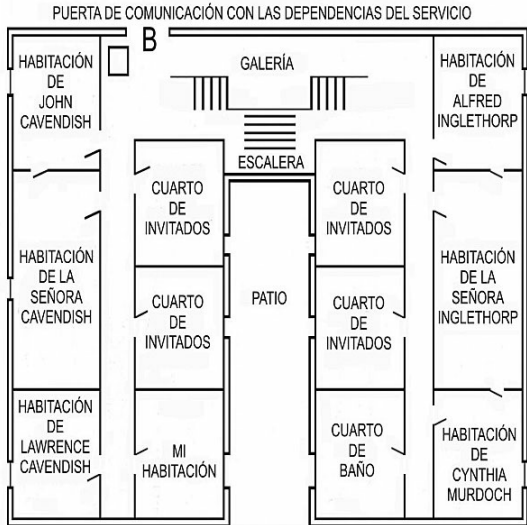 PUERTA DE COMUNICACIÓN CON LAS DEPENDENCIAS DEL SERVICIO
B
HABITACIÓN
DE
JOHN
CAVENDISH
GALERÍA
HABITACIÓN
DE
ALFRED
INGLETHORP
ESCALERA
CUARTO
DE
INVITADOS
CUARTO
DE
INVITADOS
HABITACIÓN
DE LA
SEÑORA
CAVENDISH
CUARTO
DE
INVITADOS
PATIO
CUARTO
DE
INVITADOS
HABITACIÓN
DE LA
SEÑORA
INGLETHORP
HABITACIÓN
DE
LAWRENCE
CAVENDISH
MI
HABITACIÓN
CUARTO
DE
BAÑO
HABITACIÓN
DE
CYNTHIA
MURDOCH